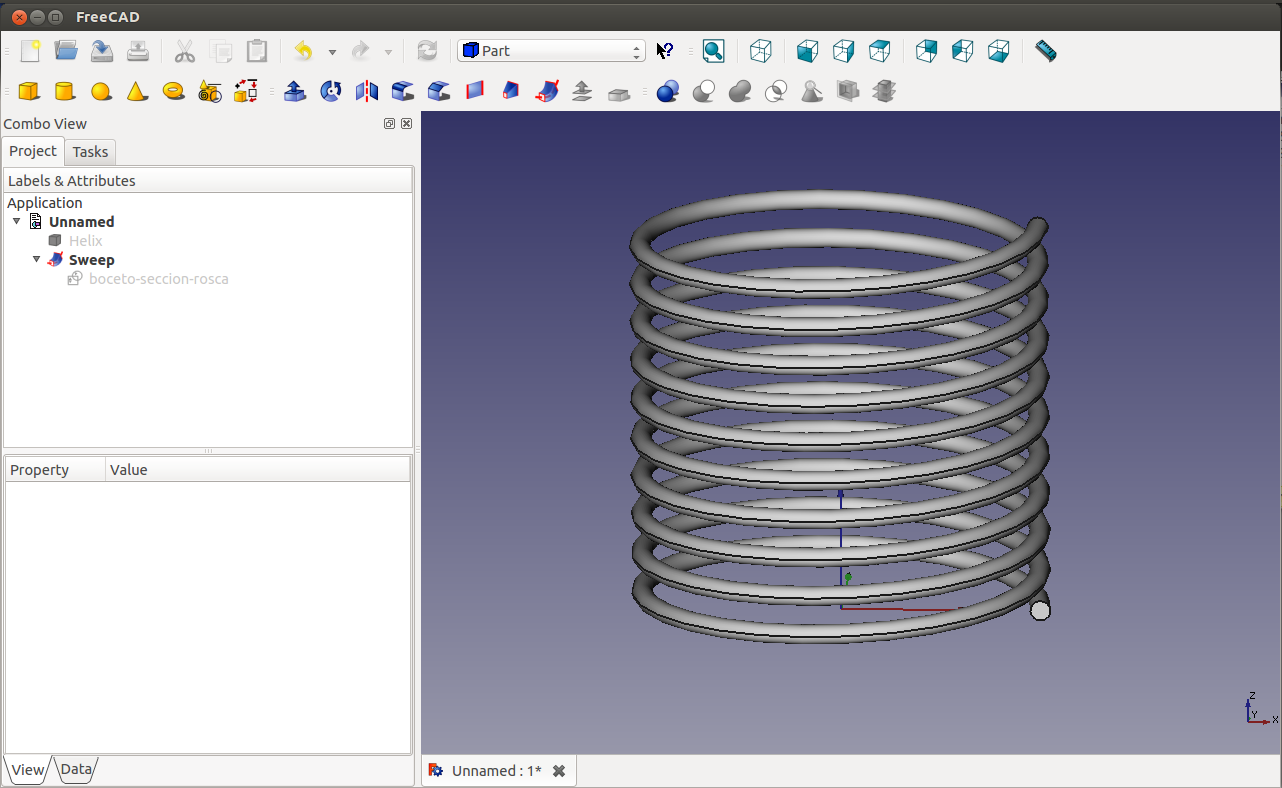 FreeCAD
Part
Combo View
Project Tasks
Labels & Attributes
Application
Unnamed
Helix
Sweep
boceto-seccion-rosca
Property Value
View Data
Unnamed : 1*
Z
Y
X